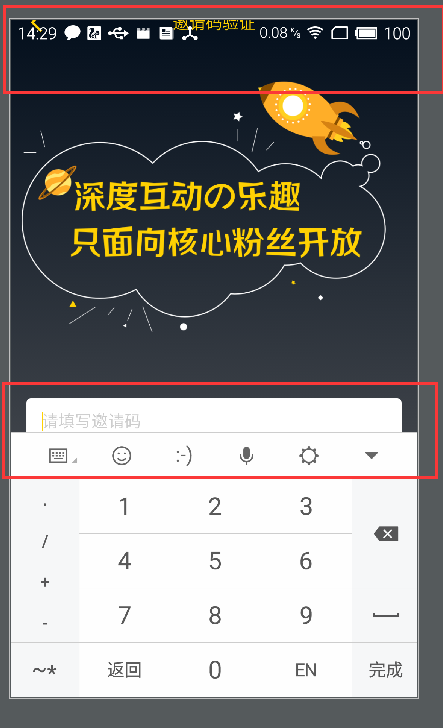 邀请码验证
14:29 0.08 K/s 100
深度互动の乐趣
只面向核心粉丝开放
请填写邀请码
:-)
. 1 2 3
/ 4 5 6
+ 7 8 9
-
~* 返回 0 EN 完成